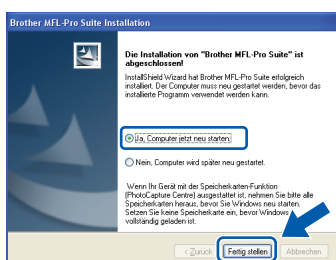 Brother MFL-Pro Suite Installation
Die Installation von "Brother MFL-Pro Suite" ist
abgeschlossen!
InstallShield Wizard hat Brother MFL-Pro Suite erfolgreich
installiert. Der Computer muss neu gestartet werden, bevor das
installierte Programm verwendet werden kann.
Ja, Computer jetzt neu starten.
Nein, Computer wird später neu gestartet.
Wenn Ihr Gerät mit der Speicherkarten-Funktion
(PhotoCapture Centre) ausgestattet ist, nehmen Sie bitte alle
Speicherkarten heraus, bevor Sie Windows neu starten.
Setzen Sie keine Speicherkarte ein, bevor Windows
vollständig geladen ist.
< Zurück
Fertig stellen
Abbrechen